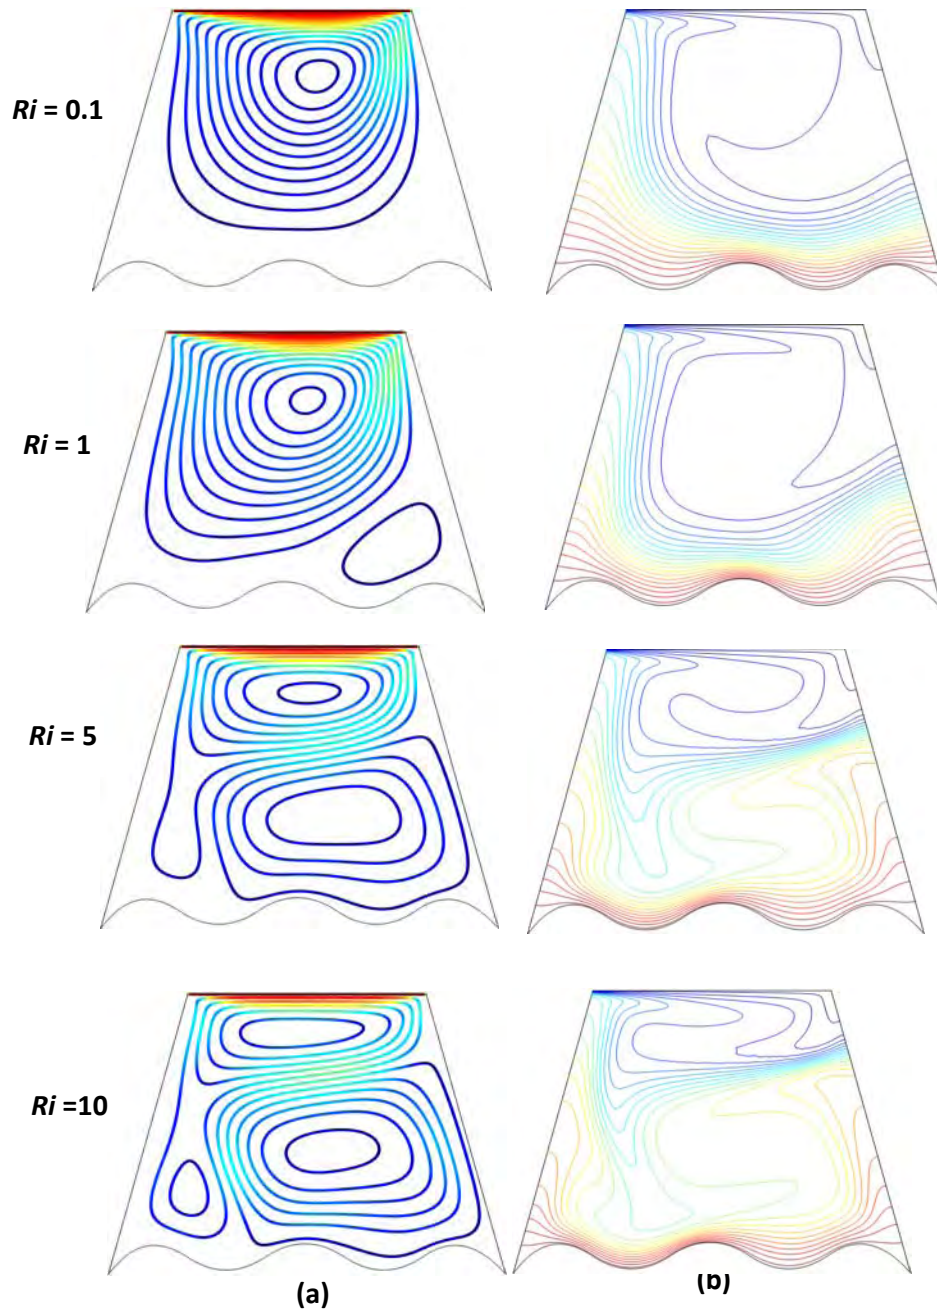 Ri = 0.1
Ri = 1
Ri = 5
Ri =10
(a)
(b)